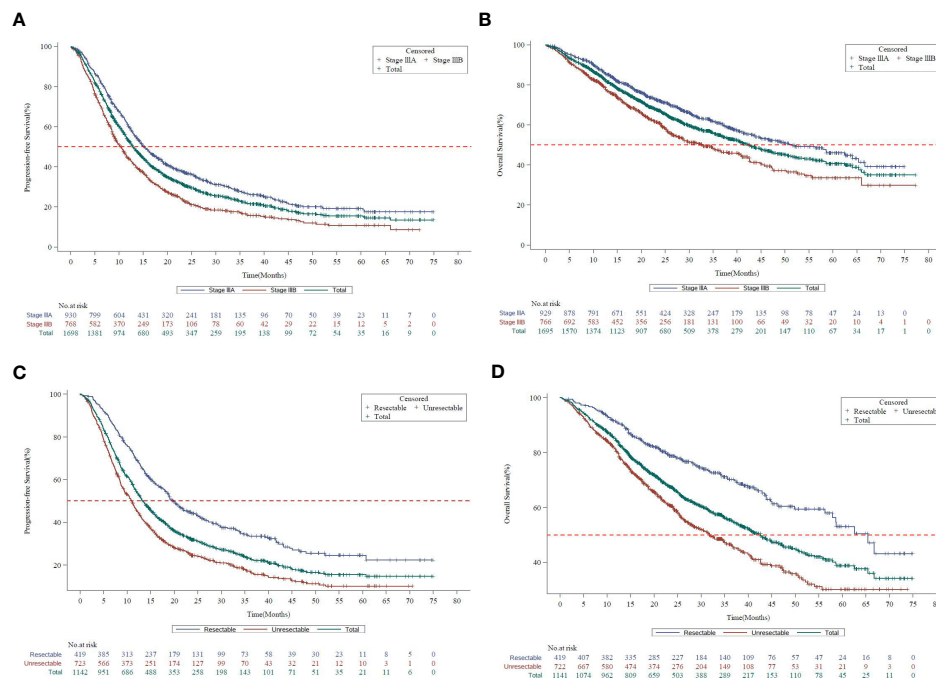 A
100
80
60
40
20
0
Progression-free Survival(%)
Censored
Stage IIIA Stage IIIB
Total
0 5 10 15 20 25 30 35 40 45 50 55 60 65 70 75 80
Time(Months)
Stage IIIA Stage IIIB Total
No.at risk
Stage IIIA 930 799 604 431 320 241 181 135 96 70 50 39 23 11 7 0
Stage IIIB 768 582 370 249 173 106 78 60 42 29 22 15 12 5 2 0
Total 1698 1381 974 680 493 347 259 195 138 99 72 54 35 16 9 0
B
100
80
60
40
20
0
Overall Survival(%)
Censored
Stage IIIA Stage IIIB
Total
0 5 10 15 20 25 30 35 40 45 50 55 60 65 70 75 80
Time(Months)
Stage IIIA Stage IIIB Total
No.at risk
Stage IIIA 929 878 791 671 551 424 328 247 179 135 98 78 47 24 13 0
Stage IIIB 766 692 583 452 356 256 181 131 100 66 49 32 20 10 4 1 0
Total 1695 1570 1374 1123 907 680 509 378 279 201 147 110 67 34 17 1 0
C
100
80
60
40
20
Progression-free Survival(%)
Censored
Resectable Unresectable
Total
0 5 10 15 20 25 30 35 40 45 50 55 60 65 70 75 80
Time(Months)
Resectable Unresectable Total
No.at risk
Resectable 419 385 313 237 179 131 99 73 58 39 30 23 11 8 5 0
Unresectable 723 566 373 251 174 127 99 70 43 32 21 12 10 3 1 0
Total 1142 951 686 488 353 258 198 143 101 71 51 35 21 11 6 0
D
100
80
60
40
Overall Survival(%)
Censored
Resectable Unresectable
Total
0 5 10 15 20 25 30 35 40 45 50 55 60 65 70 75 80
Time(Months)
Resectable Unresectable Total
No.at risk
Resectable 419 407 382 335 285 227 184 140 109 76 57 47 24 16 8 0
Unresectable 722 667 580 474 374 276 204 149 108 77 53 31 21 9 3 0
Total 1141 1074 962 809 659 503 388 289 217 153 110 78 45 25 11 0